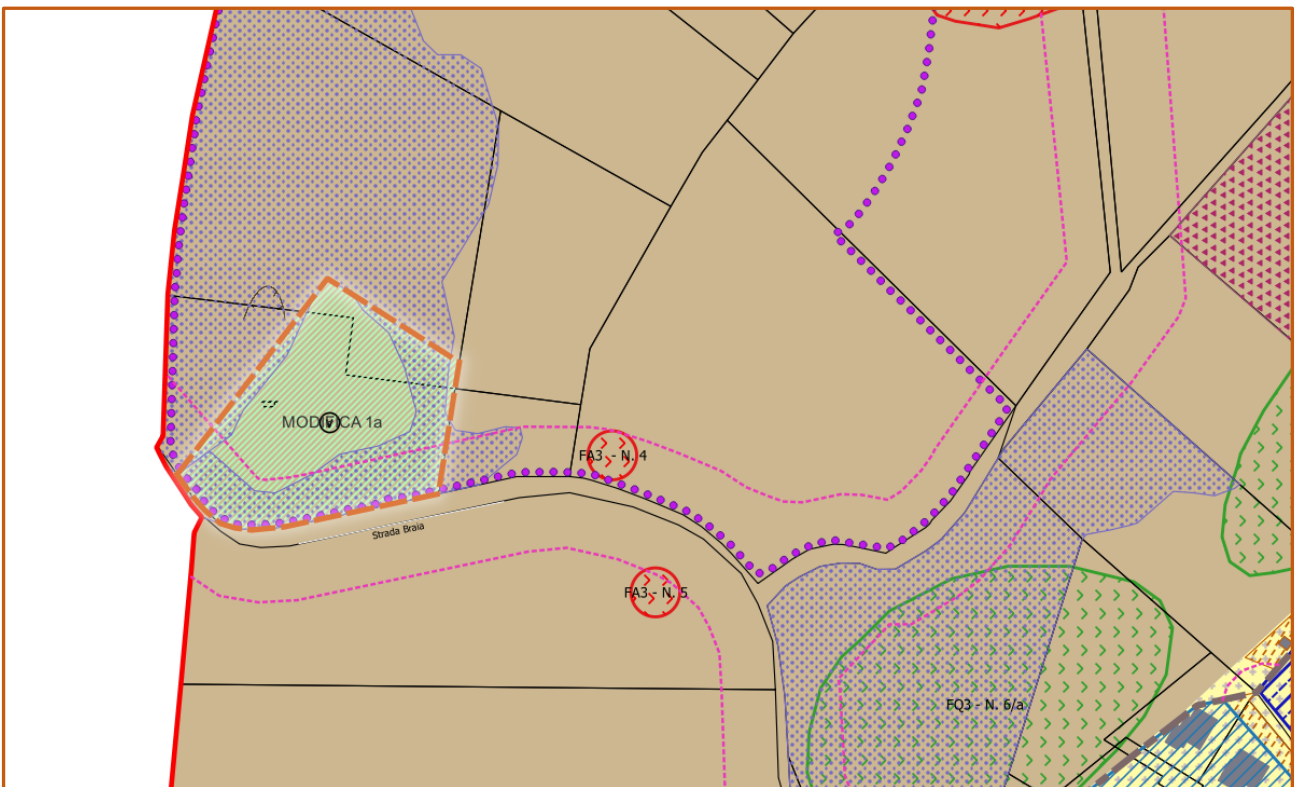 MODIFICA 1a
FA3 - N. 4
Strada Braia
FA3 - N. 5
FQ3 - N. 6/a